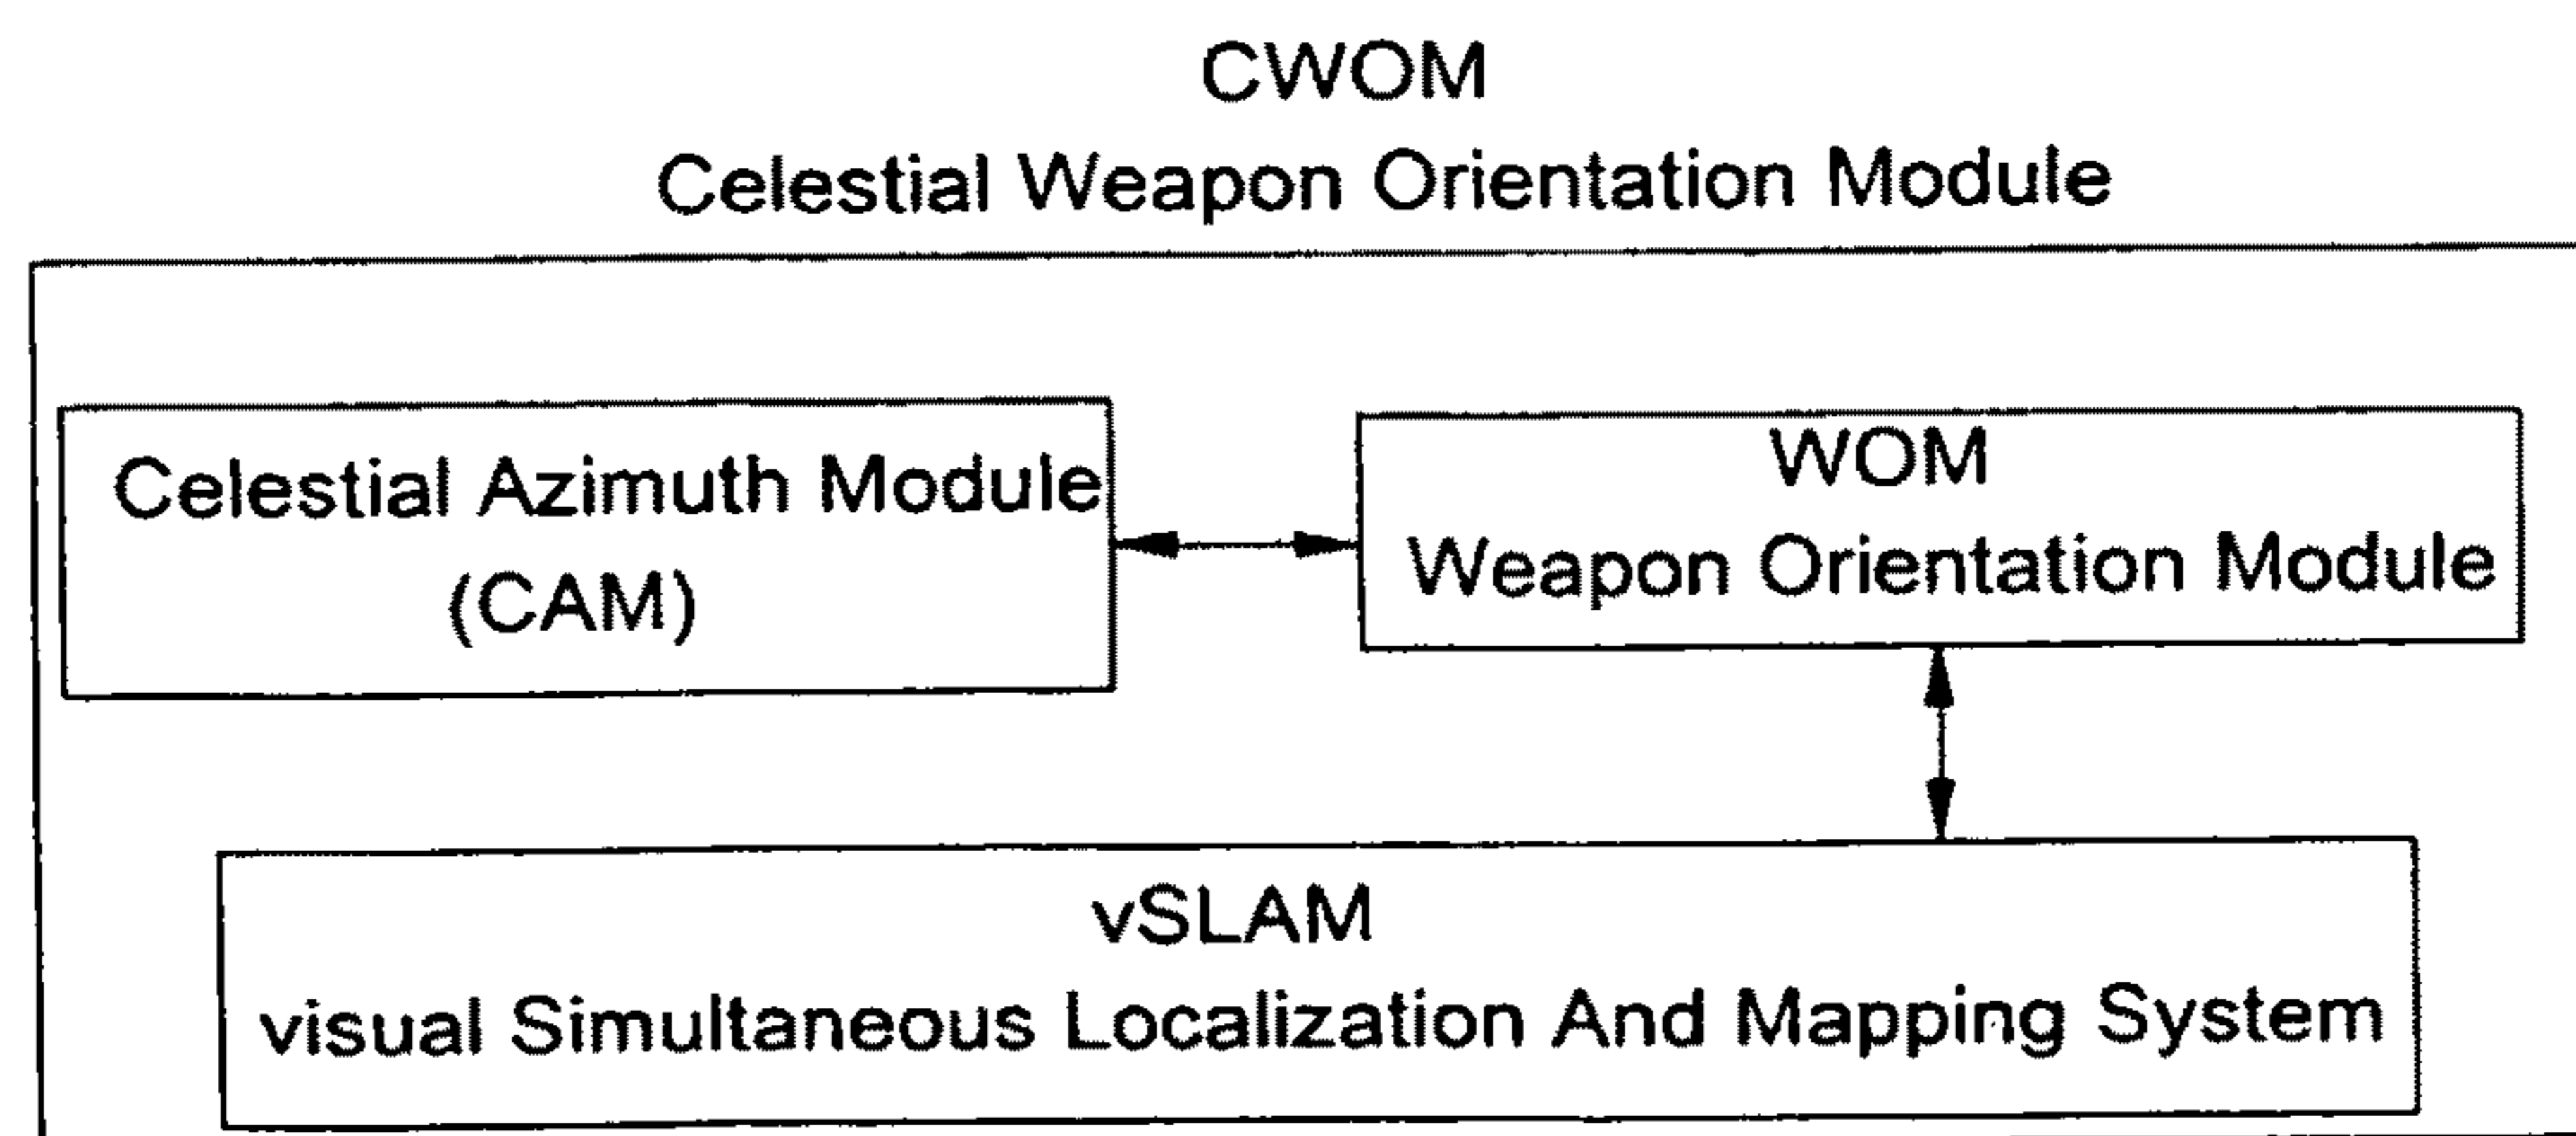 CWOM
Celestial Weapon Orientation Module
Celestial Azimuth Module
(CAM)
WOM
Weapon Orientation Module
vSLAM
visual Simultaneous Localization And Mapping System